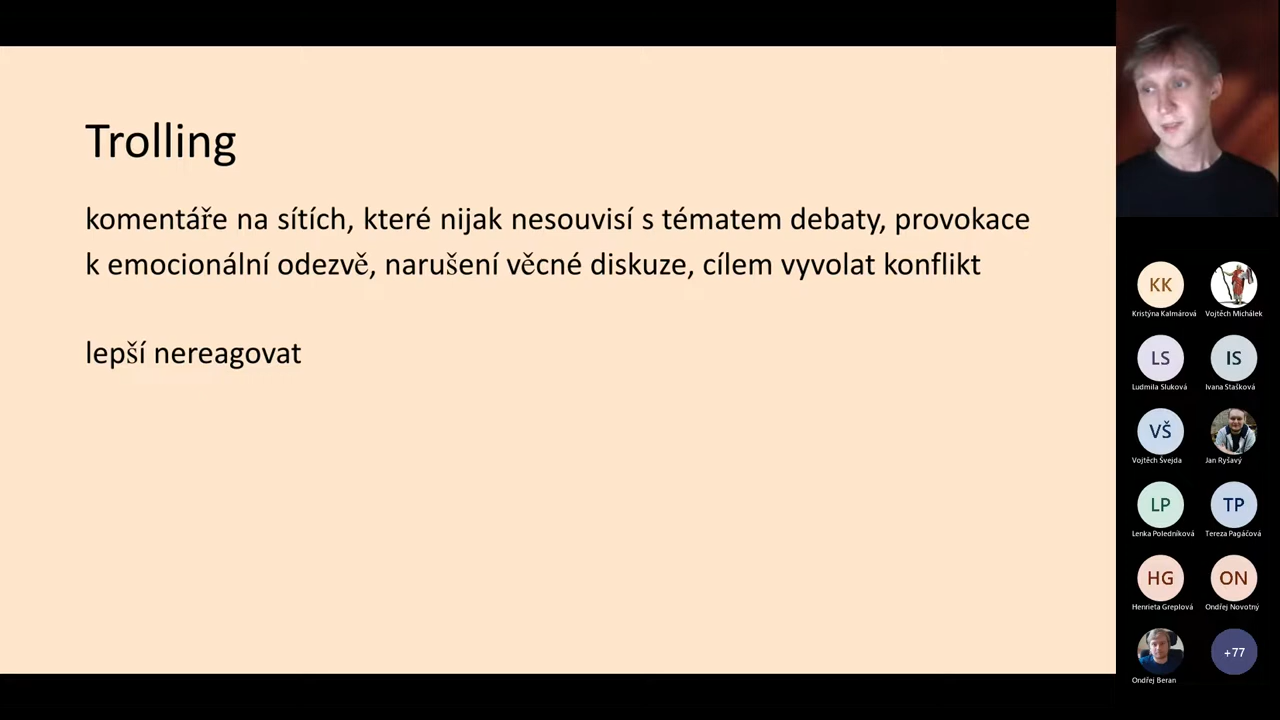 Trolling
komentáře na sítích, které nijak nesouvisí s tématem debaty, provokace
k emocionální odezvě, narušení věcné diskuze, cílem vyvolat konflikt
lepší nereagovat
KK
Kristýna Kalmárová
Vojtěch Michálek
LS
IS
Ludmila Sluková
Ivana Stašková
VŠ
Vojtěch Švejda
Jan Ryšavý
LP
TP
Lenka Poledníková
Tereza Pagáčová
HG
ON
Henrieta Greplová
Ondřej Novotný
+77
Ondřej Beran